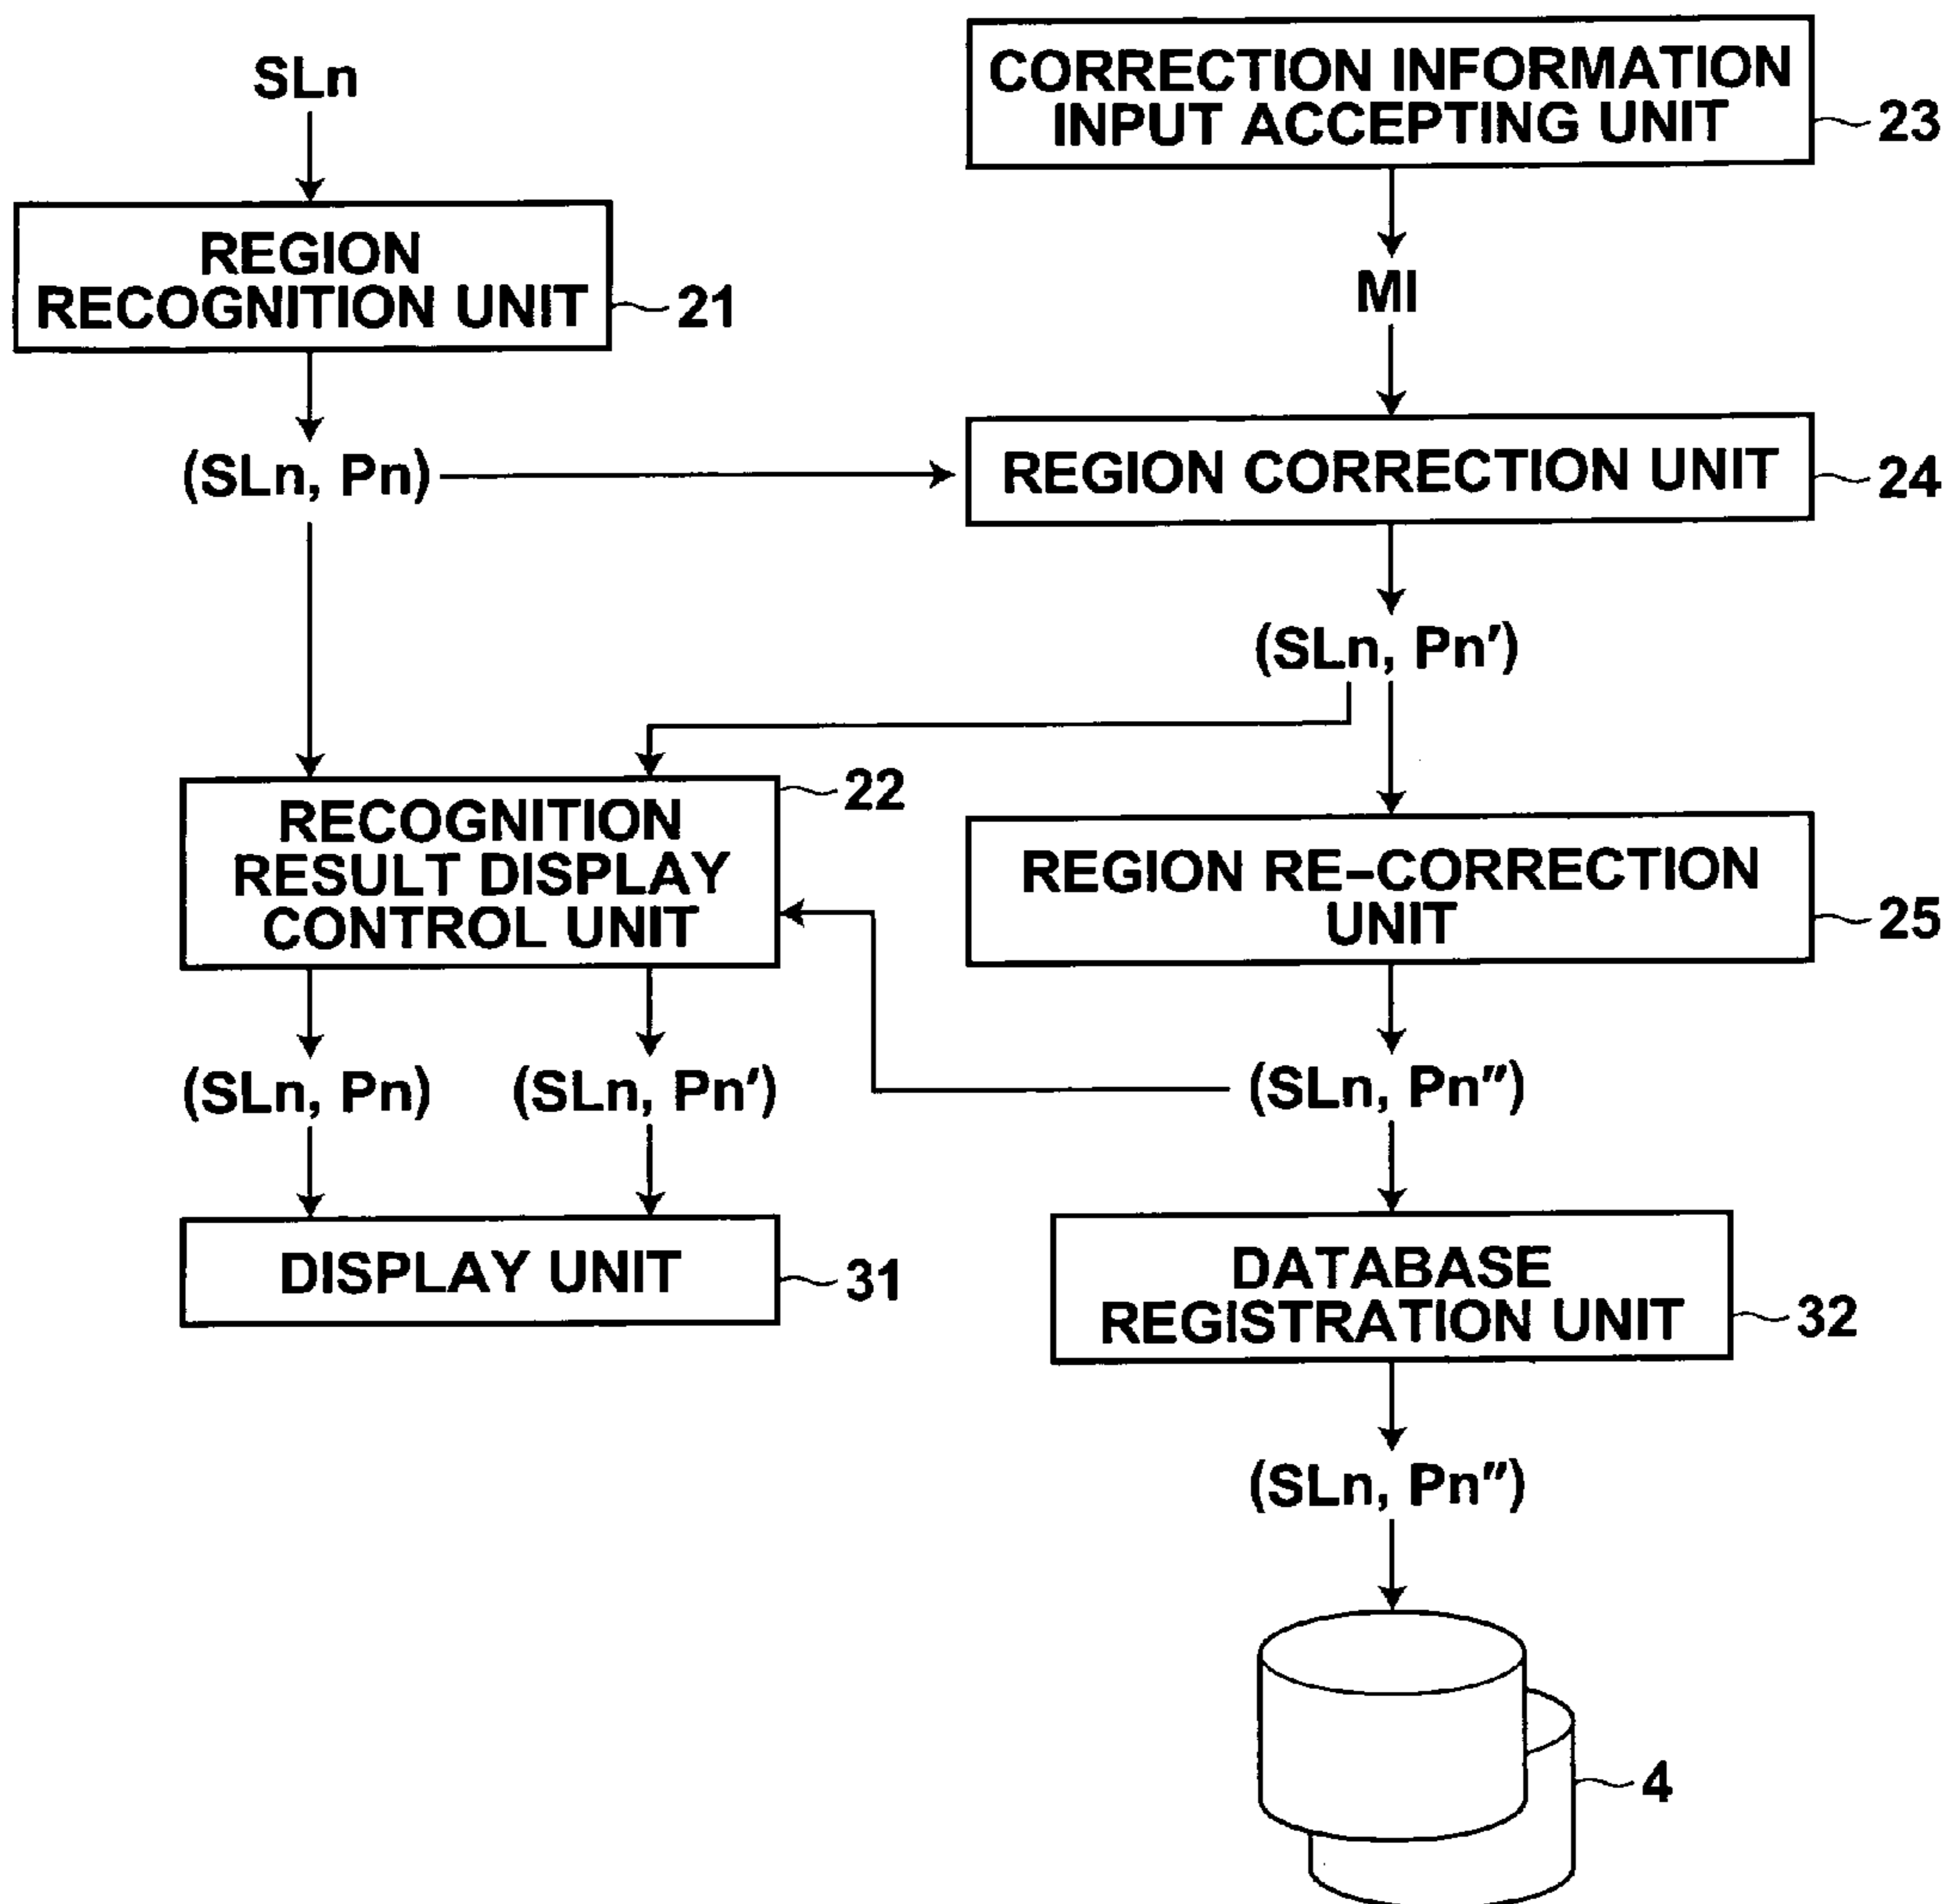 SLn
CORRECTION INFORMATION
INPUT ACCEPTING UNIT
23
REGION
RECOGNITION UNIT
21
MI
(SLn, Pn)
REGION CORRECTION UNIT
24
(SLn, Pn′)
22
RECOGNITION
RESULT DISPLAY
CONTROL UNIT
REGION RE–CORRECTION
UNIT
25
(SLn, Pn)
(SLn, Pn′)
(SLn, Pn″)
DISPLAY UNIT
31
DATABASE
REGISTRATION UNIT
32
(SLn, Pn″)
4